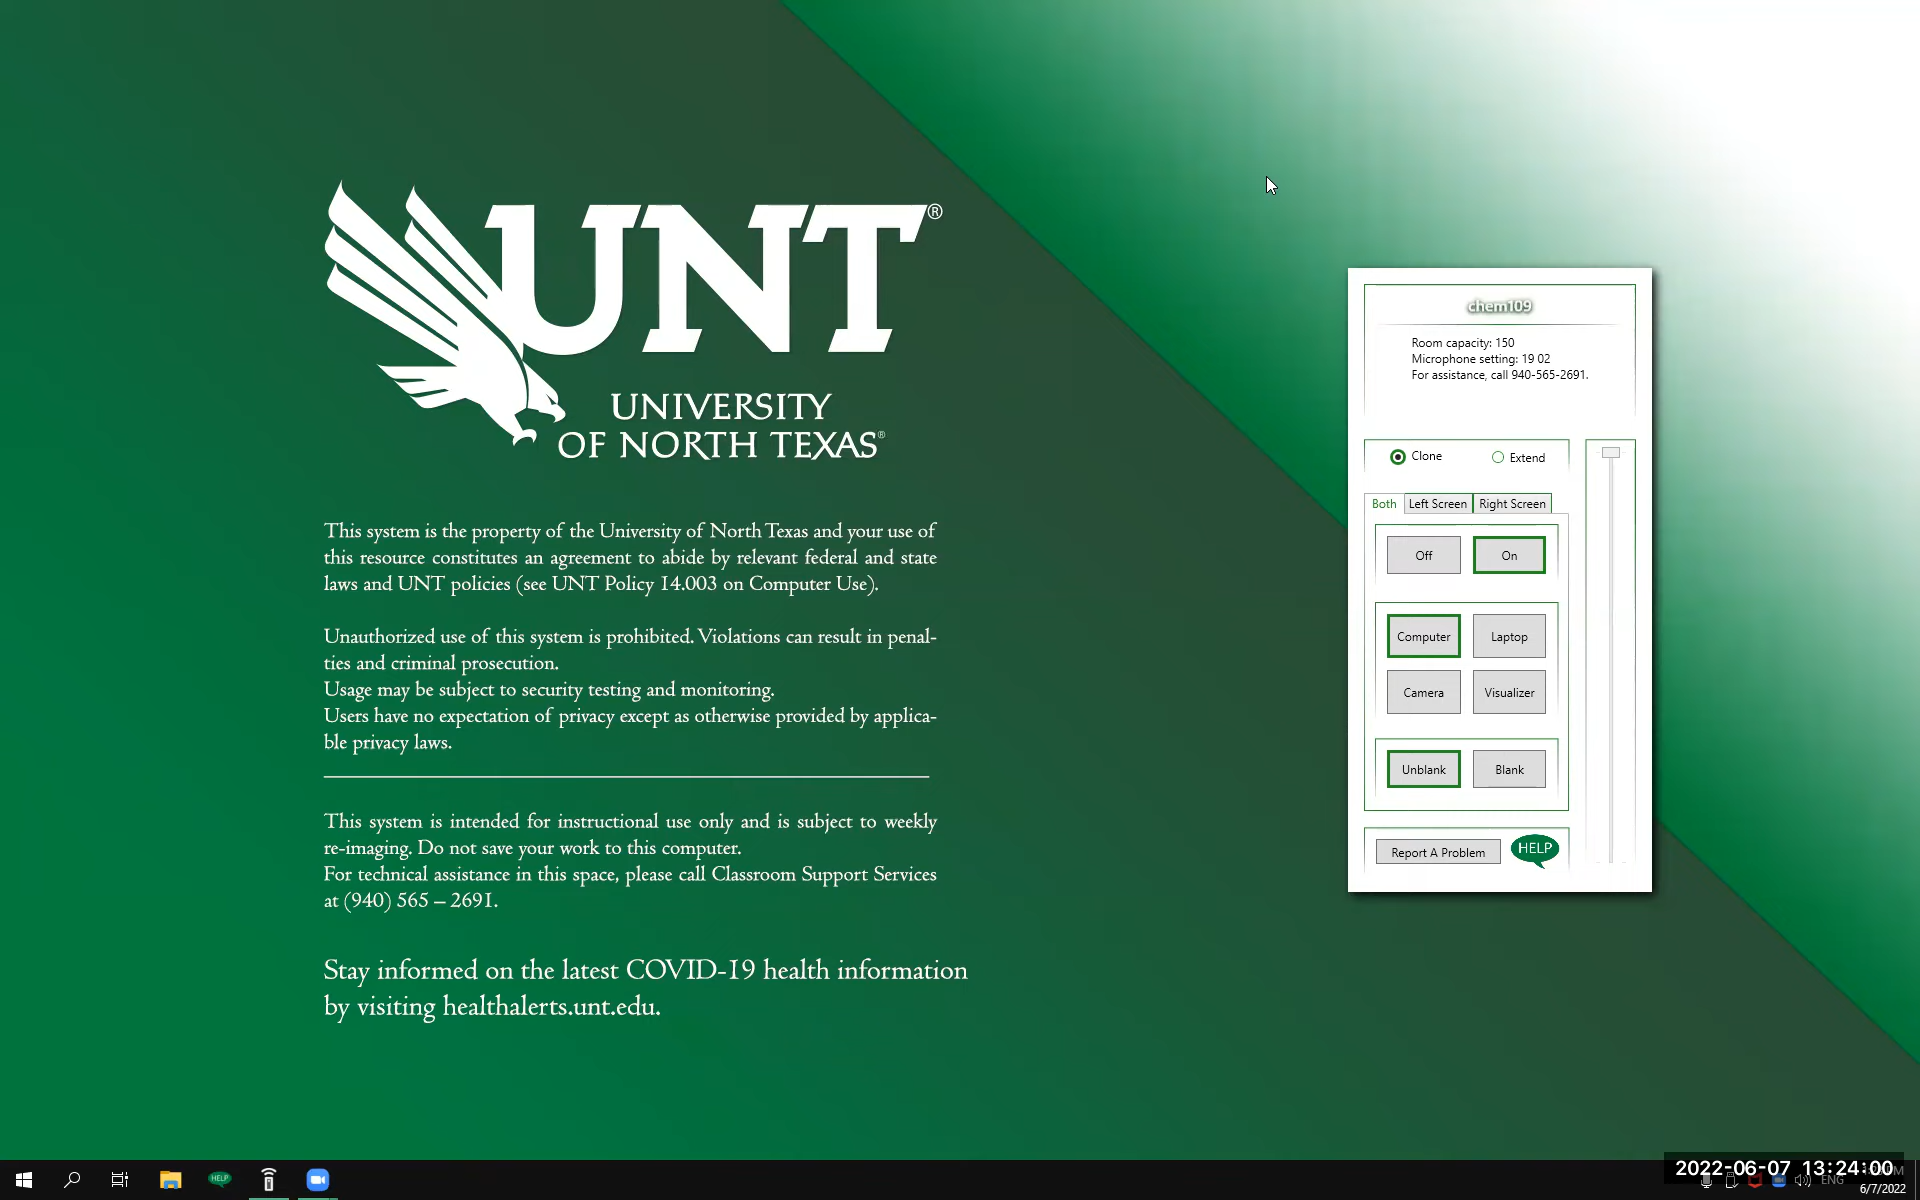 UNT®
UNIVERSITY
OF NORTH TEXAS®
This system is the property of the University of North Texas and your use of
this resource constitutes an agreement to abide by relevant federal and state
laws and UNT policies (see UNT Policy 14.003 on Computer Use).
Unauthorized use of this system is prohibited. Violations can result in penal-
ties and criminal prosecution.
Usage may be subject to security testing and monitoring.
Users have no expectation of privacy except as otherwise provided by applica-
ble privacy laws.
This system is intended for instructional use only and is subject to weekly
re-imaging. Do not save your work to this computer.
For technical assistance in this space, please call Classroom Support Services
at (940) 565 – 2691.
Stay informed on the latest COVID-19 health information
by visiting healthalerts.unt.edu.
chem109
Room capacity: 150
Microphone setting: 19 02
For assistance, call 940-565-2691.
Clone Extend
Both Left Screen Right Screen
Off On
Computer Laptop
Camera Visualizer
Unblank Blank
Report A Problem HELP
HELP
2022-06-07 13:24:00
ENG
6/7/2022